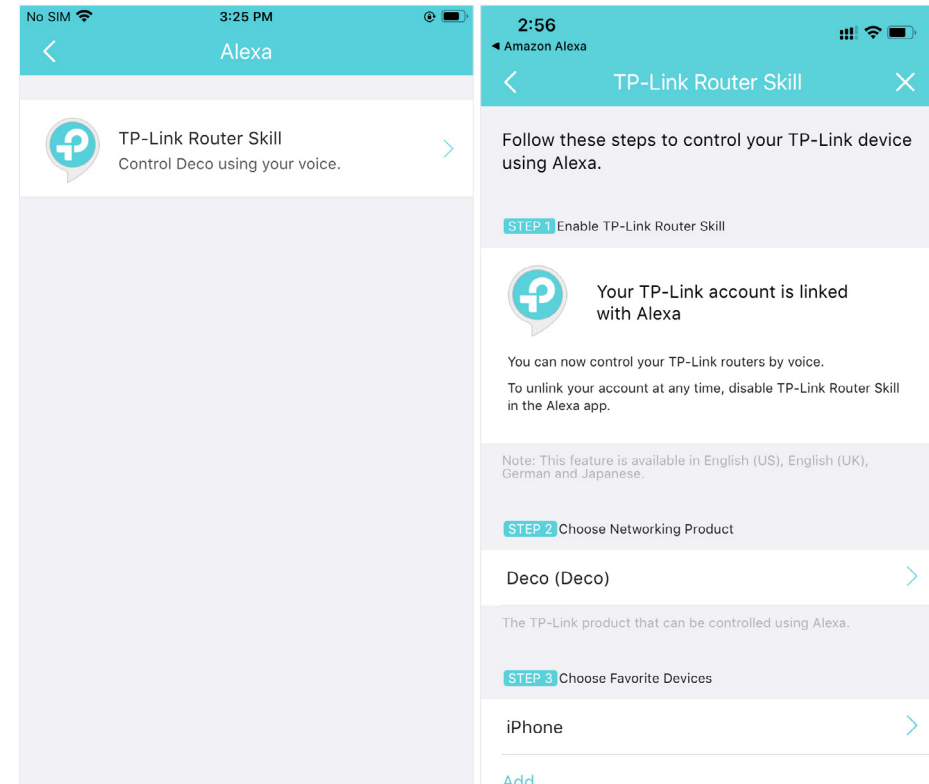 No SIM
3:25 PM
Alexa
TP-Link Router Skill
Control Deco using your voice.
2:56
Amazon Alexa
TP-Link Router Skill
Follow these steps to control your TP-Link device
using Alexa.
STEP 1 Enable TP-Link Router Skill
Your TP-Link account is linked
with Alexa
You can now control your TP-Link routers by voice.
To unlink your account at any time, disable TP-Link Router Skill
in the Alexa app.
Note: This feature is available in English (US), English (UK),
German and Japanese.
STEP 2 Choose Networking Product
Deco (Deco)
The TP-Link product that can be controlled using Alexa.
STEP 3 Choose Favorite Devices
iPhone
Add